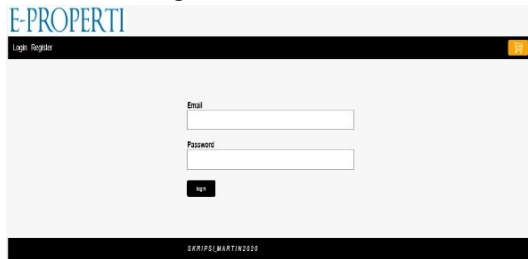 E-PROPERTI
Login Register
Email
Password
login
SKRIPSI_MARTIN2020